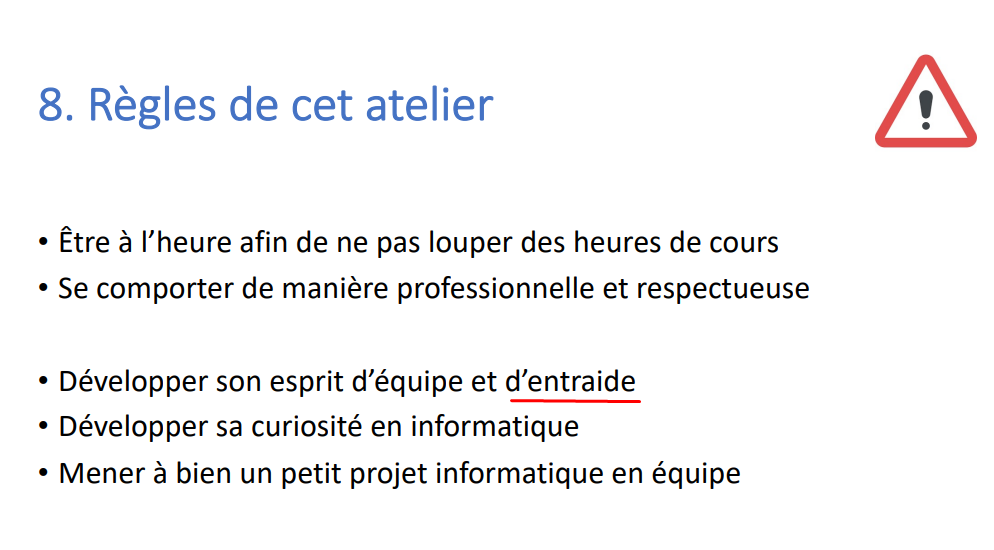 8. Règles de cet atelier
• Être à l’heure afin de ne pas louper des heures de cours
• Se comporter de manière professionnelle et respectueuse
• Développer son esprit d’équipe et d’entraide
• Développer sa curiosité en informatique
• Mener à bien un petit projet informatique en équipe